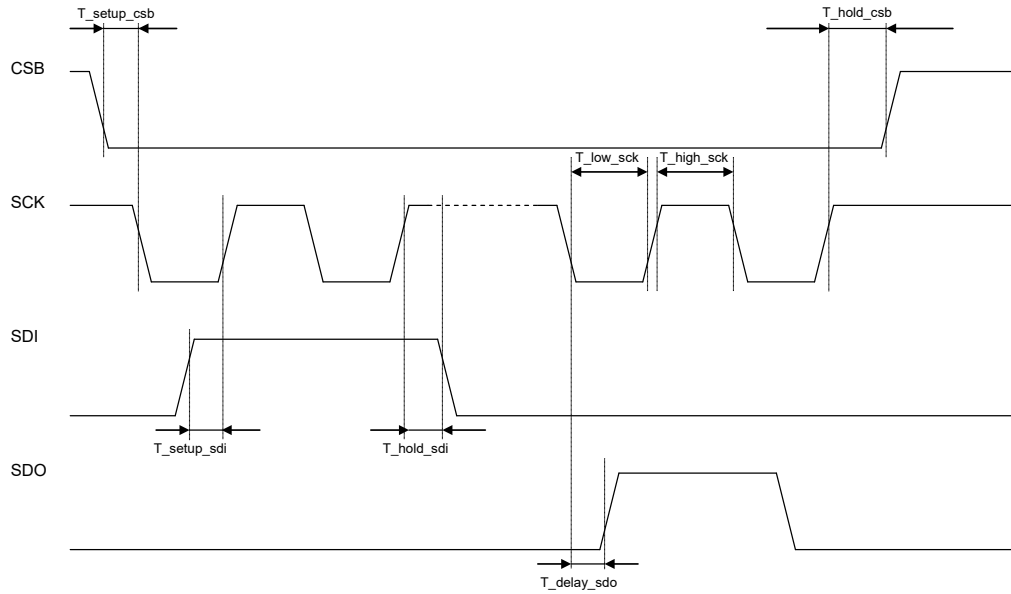 T_setup_csb
T_hold_csb
CSB
T_low_sck
T_high_sck
SCK
SDI
T_setup_sdi
T_hold_sdi
SDO
T_delay_sdo